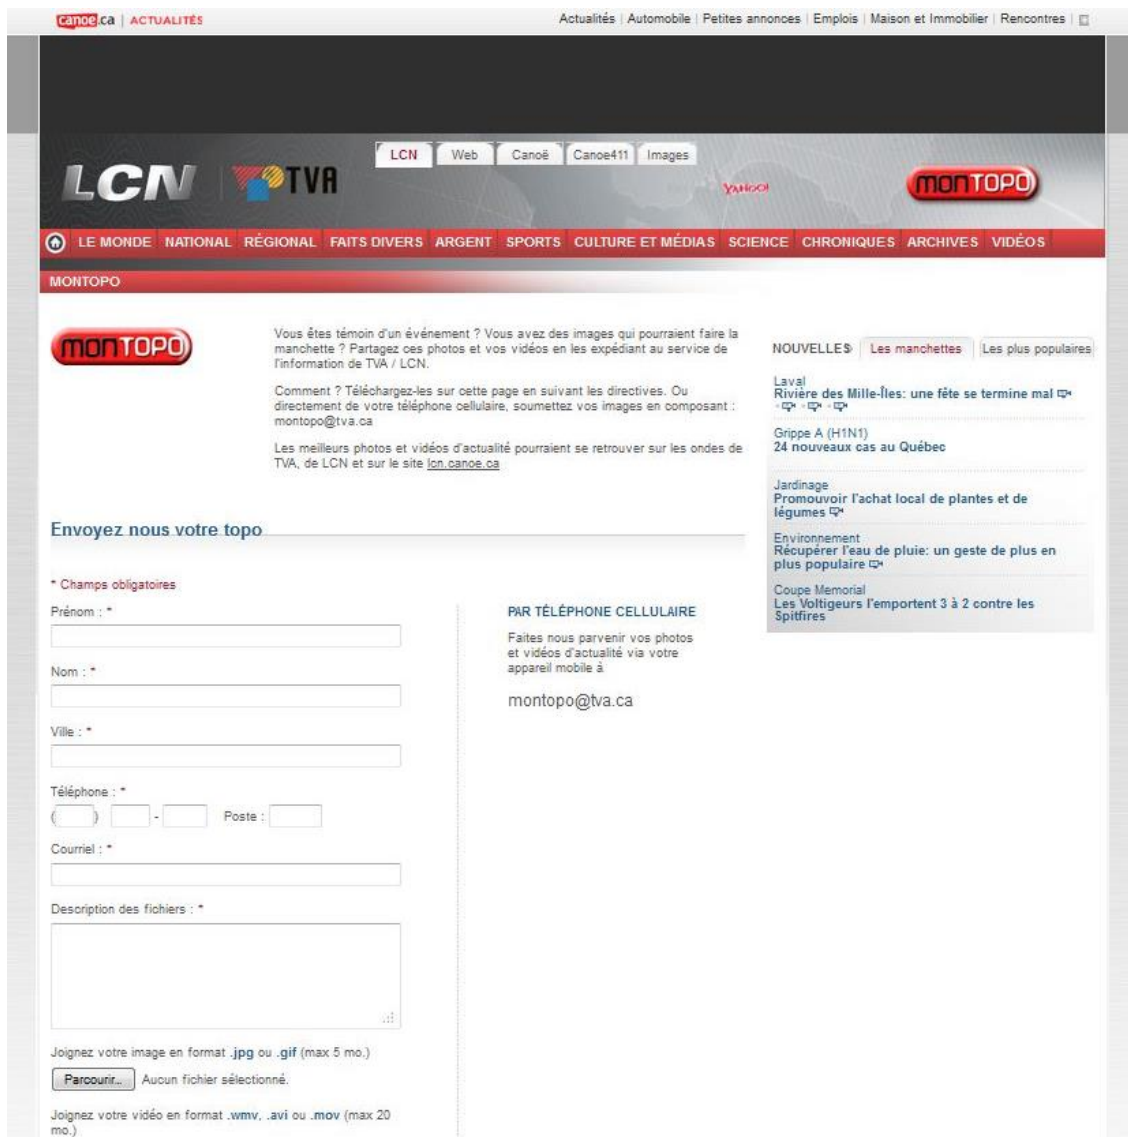 canoe.ca | ACTUALITÉS
Actualités | Automobile | Petites annonces | Emplois | Maison et Immobilier | Rencontres |
LCN Web Canoë Canoe411 Images
LCN TVA
YAHOO!
monTOPO
LE MONDE NATIONAL RÉGIONAL FAITS DIVERS ARGENT SPORTS CULTURE ET MÉDIAS SCIENCE CHRONIQUES ARCHIVES VIDÉOS
MONTOPO
monTOPO
Vous êtes témoin d'un événement ? Vous avez des images qui pourraient faire la
manchette ? Partagez ces photos et vos vidéos en les expédiant au service de
l'information de TVA / LCN.
Comment ? Téléchargez-les sur cette page en suivant les directives. Ou
directement de votre téléphone cellulaire, soumettez vos images en composant :
montopo@tva.ca
Les meilleurs photos et vidéos d'actualité pourraient se retrouver sur les ondes de
TVA, de LCN et sur le site lcn.canoe.ca
NOUVELLES Les manchettes Les plus populaires
Laval
Rivière des Mille-Îles: une fête se termine mal
Grippe A (H1N1)
24 nouveaux cas au Québec
Jardinage
Promouvoir l'achat local de plantes et de
légumes
Environnement
Récupérer l'eau de pluie: un geste de plus en
plus populaire
Coupe Memorial
Les Voltigeurs l'emportent 3 à 2 contre les
Spitfires
Envoyez nous votre topo
* Champs obligatoires
Prénom : *
Nom : *
Ville : *
Téléphone : *
( ) - Poste :
Courriel : *
Description des fichiers : *
Joignez votre image en format .jpg ou .gif (max 5 mo.)
Parcourir... Aucun fichier sélectionné.
Joignez votre vidéo en format .wmv, .avi ou .mov (max 20
mo.)
PAR TÉLÉPHONE CELLULAIRE
Faites nous parvenir vos photos
et vidéos d'actualité via votre
appareil mobile à
montopo@tva.ca